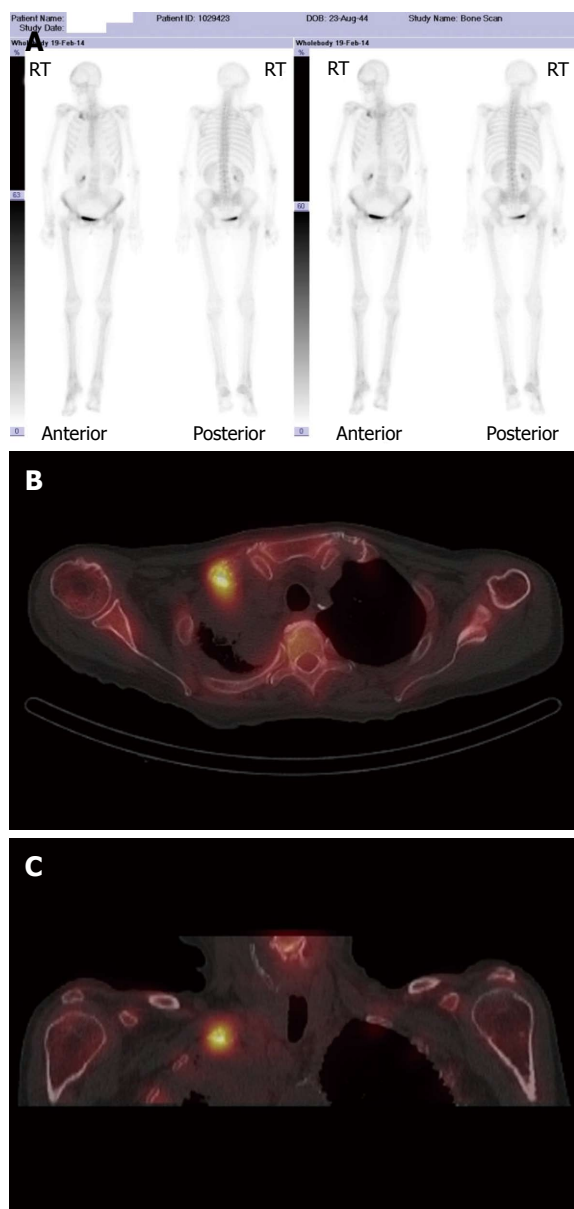 Patient Name: Patient ID: 1029423 DOB: 23-Aug-44 Study Name: Bone Scan
Study Date:
A
Wholebody 19-Feb-14 Wholebody 19-Feb-14
% %
RT RT RT RT
63 60
0 0
Anterior Posterior Anterior Posterior
B
C